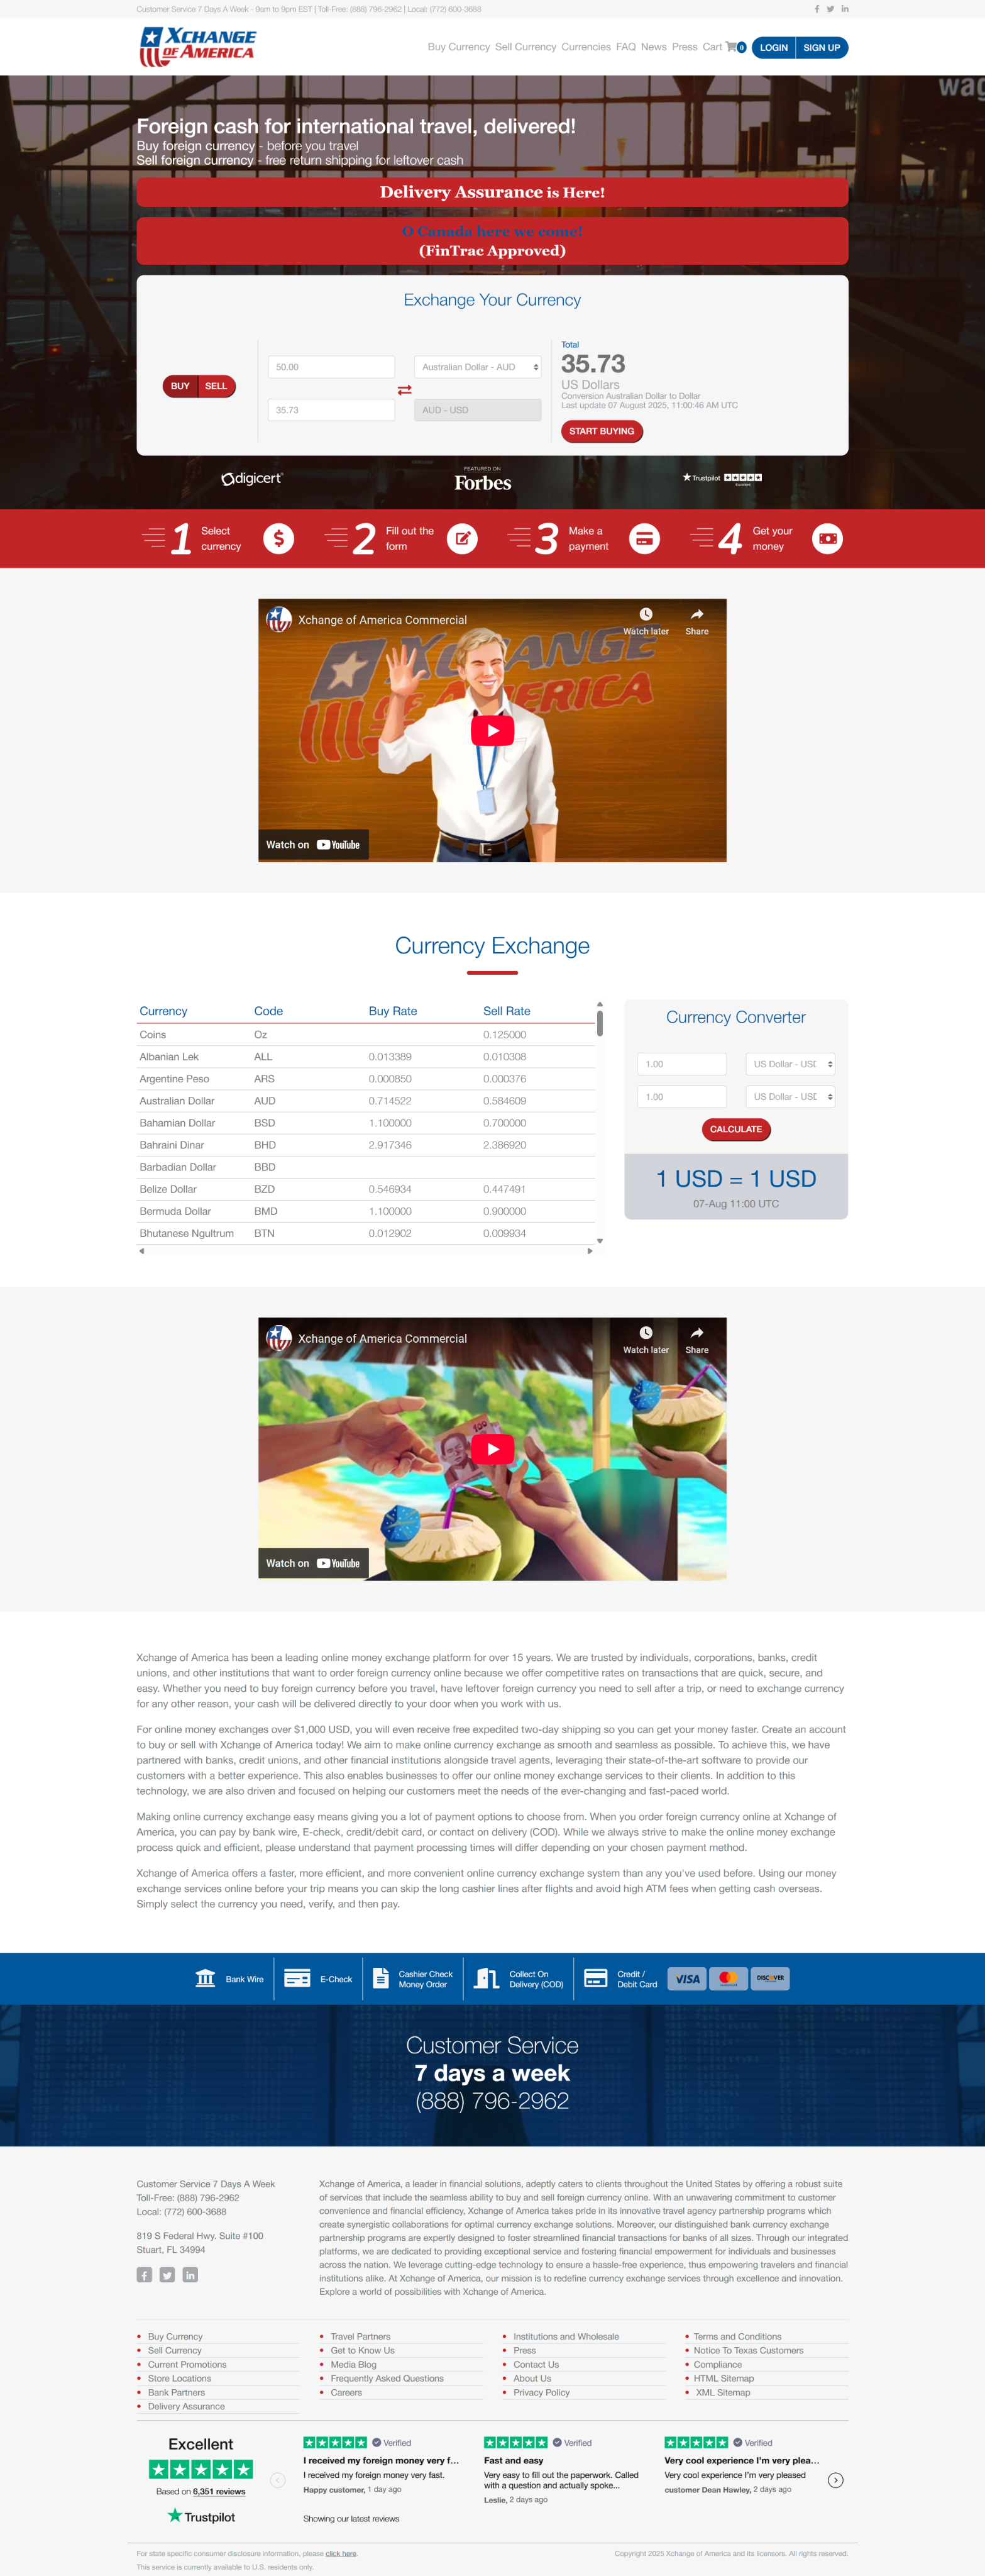 Customer Service 7 Days A Week - 9am to 9pm EST | Toll-Free: (888) 796-2962 | Local: (772) 600-3688
XCHANGE
OF AMERICA
Buy Currency Sell Currency Currencies FAQ News Press Cart 0 LOGIN SIGN UP
Foreign cash for international travel, delivered!
Buy foreign currency - before you travel
Sell foreign currency - free return shipping for leftover cash
Delivery Assurance is Here!
O Canada here we come!
(FinTrac Approved)
Exchange Your Currency
BUY SELL
50.00 Australian Dollar - AUD
35.73 AUD - USD
Total
35.73
US Dollars
Conversion Australian Dollar to Dollar
Last update 07 August 2025, 11:00:46 AM UTC
START BUYING
digicert
FEATURED ON
Forbes
Trustpilot
Excellent
1 Select currency
2 Fill out the form
3 Make a payment
4 Get your money
Xchange of America Commercial
Watch later Share
XCHANGE
AMERICA
Watch on YouTube
Currency Exchange
Currency Code Buy Rate Sell Rate
Coins Oz 0.125000
Albanian Lek ALL 0.013389 0.010308
Argentine Peso ARS 0.000850 0.000376
Australian Dollar AUD 0.714522 0.584609
Bahamian Dollar BSD 1.100000 0.700000
Bahraini Dinar BHD 2.917346 2.386920
Barbadian Dollar BBD
Belize Dollar BZD 0.546934 0.447491
Bermuda Dollar BMD 1.100000 0.900000
Bhutanese Ngultrum BTN 0.012902 0.009934
Currency Converter
1.00 US Dollar - USD
1.00 US Dollar - USD
CALCULATE
1 USD = 1 USD
07-Aug 11:00 UTC
Xchange of America Commercial
Watch later Share
100
Watch on YouTube
Xchange of America has been a leading online money exchange platform for over 15 years. We are trusted by individuals, corporations, banks, credit
unions, and other institutions that want to order foreign currency online because we offer competitive rates on transactions that are quick, secure, and
easy. Whether you need to buy foreign currency before you travel, have leftover foreign currency you need to sell after a trip, or need to exchange currency
for any other reason, your cash will be delivered directly to your door when you work with us.
For online money exchanges over $1,000 USD, you will even receive free expedited two-day shipping so you can get your money faster. Create an account
to buy or sell with Xchange of America today! We aim to make online currency exchange as smooth and seamless as possible. To achieve this, we have
partnered with banks, credit unions, and other financial institutions alongside travel agents, leveraging their state-of-the-art software to provide our
customers with a better experience. This also enables businesses to offer our online money exchange services to their clients. In addition to this
technology, we are also driven and focused on helping our customers meet the needs of the ever-changing and fast-paced world.
Making online currency exchange easy means giving you a lot of payment options to choose from. When you order foreign currency online at Xchange of
America, you can pay by bank wire, E-check, credit/debit card, or contact on delivery (COD). While we always strive to make the online money exchange
process quick and efficient, please understand that payment processing times will differ depending on your chosen payment method.
Xchange of America offers a faster, more efficient, and more convenient online currency exchange system than any you've used before. Using our money
exchange services online before your trip means you can skip the long cashier lines after flights and avoid high ATM fees when getting cash overseas.
Simply select the currency you need, verify, and then pay.
Bank Wire
E-Check
Cashier Check
Money Order
Collect On
Delivery (COD)
Credit /
Debit Card
VISA mastercard DISCOVER
Customer Service
7 days a week
(888) 796-2962
Customer Service 7 Days A Week
Toll-Free: (888) 796-2962
Local: (772) 600-3688
819 S Federal Hwy. Suite #100
Stuart, FL 34994
Xchange of America, a leader in financial solutions, adeptly caters to clients throughout the United States by offering a robust suite
of services that include the seamless ability to buy and sell foreign currency online. With an unwavering commitment to customer
convenience and financial efficiency, Xchange of America takes pride in its innovative travel agency partnership programs which
create synergistic collaborations for optimal currency exchange solutions. Moreover, our distinguished bank currency exchange
partnership programs are expertly designed to foster streamlined financial transactions for banks of all sizes. Through our integrated
platforms, we are dedicated to providing exceptional service and fostering financial empowerment for individuals and businesses
across the nation. We leverage cutting-edge technology to ensure a hassle-free experience, thus empowering travelers and financial
institutions alike. At Xchange of America, our mission is to redefine currency exchange services through excellence and innovation.
Explore a world of possibilities with Xchange of America.
Buy Currency
Sell Currency
Current Promotions
Store Locations
Bank Partners
Delivery Assurance
Travel Partners
Get to Know Us
Media Blog
Frequently Asked Questions
Careers
Institutions and Wholesale
Press
Contact Us
About Us
Privacy Policy
Terms and Conditions
Notice To Texas Customers
Compliance
HTML Sitemap
XML Sitemap
Excellent
Based on 6,351 reviews
Trustpilot
Verified
I received my foreign money very f...
I received my foreign money very fast.
Happy customer, 1 day ago
Verified
Fast and easy
Very easy to fill out the paperwork. Called
with a question and actually spoke...
Leslie, 2 days ago
Verified
Very cool experience I'm very plea...
Very cool experience I'm very pleased
customer Dean Hawley, 2 days ago
Showing our latest reviews
For state specific consumer disclosure information, please click here.
This service is currently available to U.S. residents only.
Copyright 2025 Xchange of America and its licensors. All rights reserved.